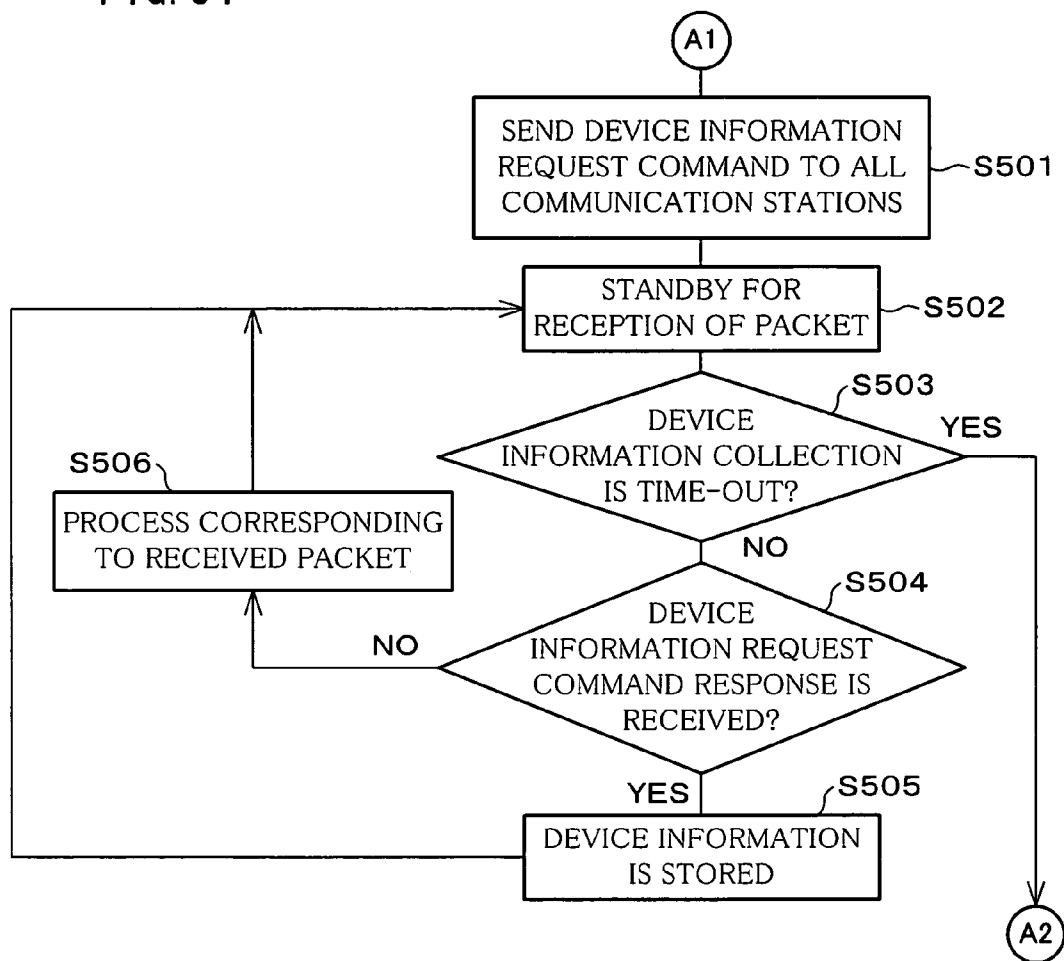 A1
SEND DEVICE INFORMATION
REQUEST COMMAND TO ALL
COMMUNICATION STATIONS
S501
STANDBY FOR
RECEPTION OF PACKET
S502
S503
DEVICE
INFORMATION COLLECTION
IS TIME-OUT?
YES
S506
PROCESS CORRESPONDING
TO RECEIVED PACKET
NO
S504
DEVICE
INFORMATION REQUEST
COMMAND RESPONSE IS
RECEIVED?
NO
YES
S505
DEVICE INFORMATION
IS STORED
A2